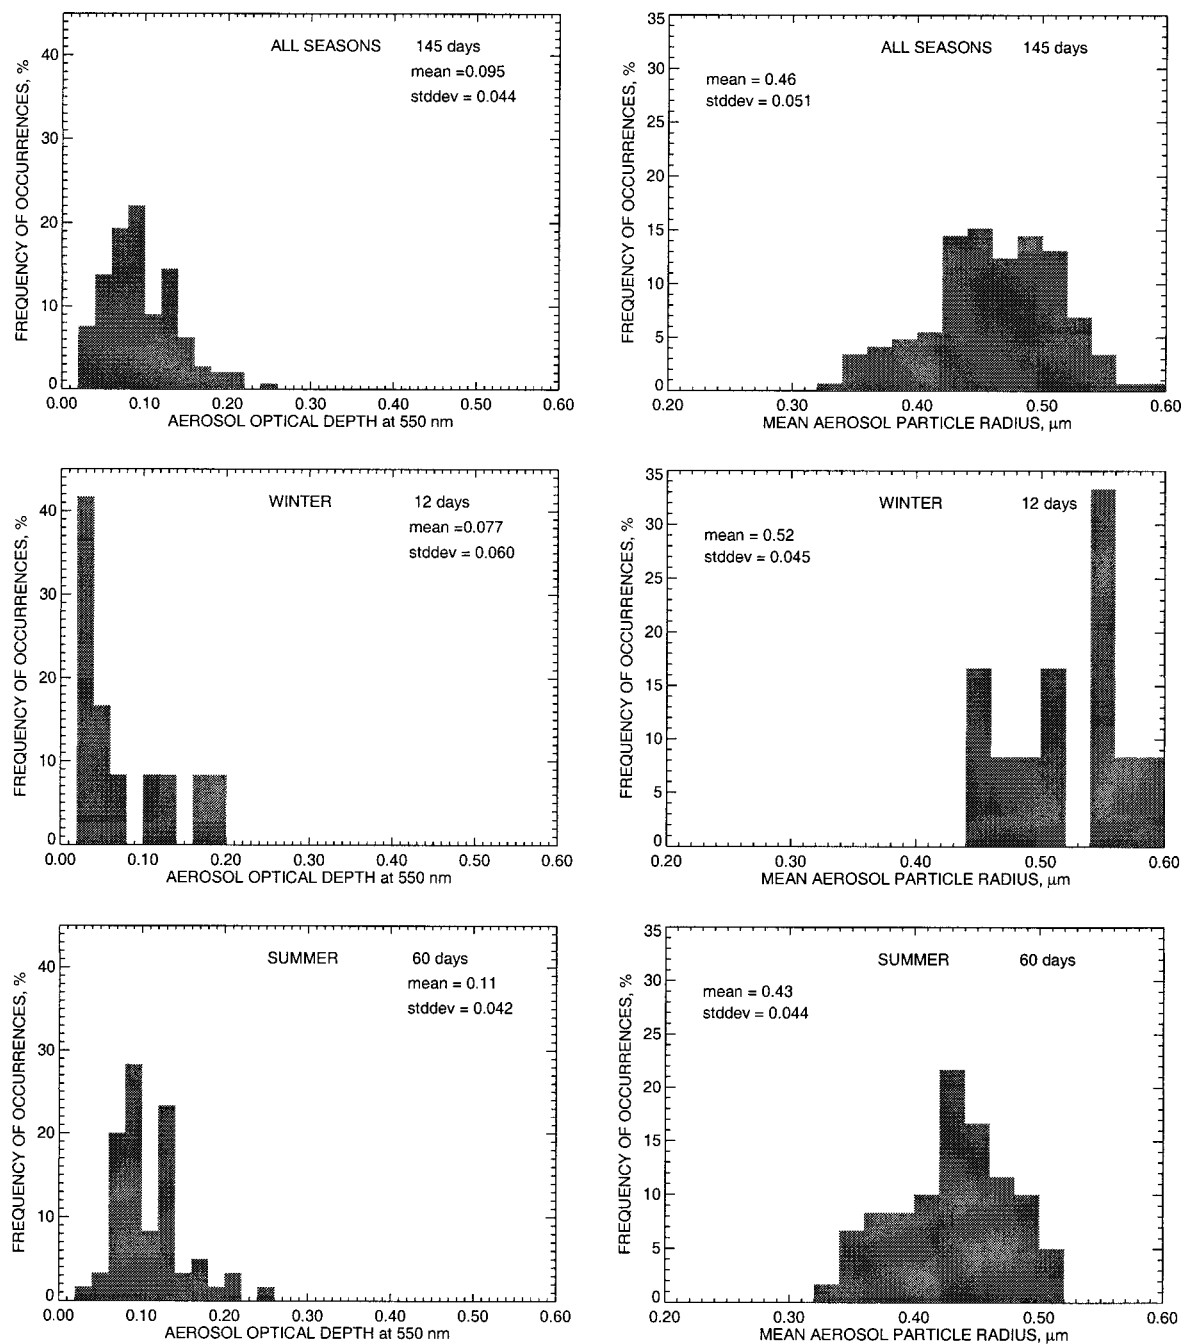 ALL SEASONS 145 days
mean =0.095
stddev = 0.044
FREQUENCY OF OCCURRENCES, %
40
30
20
10
0
0.00 0.10 0.20 0.30 0.40 0.50 0.60
AEROSOL OPTICAL DEPTH at 550 nm
ALL SEASONS 145 days
mean = 0.46
stddev = 0.051
FREQUENCY OF OCCURRENCES, %
35
30
25
20
15
10
5
0
0.20 0.30 0.40 0.50 0.60
MEAN AEROSOL PARTICLE RADIUS, µm
WINTER 12 days
mean =0.077
stddev = 0.060
FREQUENCY OF OCCURRENCES, %
40
30
20
10
0
0.00 0.10 0.20 0.30 0.40 0.50 0.60
AEROSOL OPTICAL DEPTH at 550 nm
WINTER 12 days
mean = 0.52
stddev = 0.045
FREQUENCY OF OCCURRENCES, %
35
30
25
20
15
10
5
0
0.20 0.30 0.40 0.50 0.60
MEAN AEROSOL PARTICLE RADIUS, µm
SUMMER 60 days
mean = 0.11
stddev = 0.042
FREQUENCY OF OCCURRENCES, %
40
30
20
10
0
0.00 0.10 0.20 0.30 0.40 0.50 0.60
AEROSOL OPTICAL DEPTH at 550 nm
SUMMER 60 days
mean = 0.43
stddev = 0.044
FREQUENCY OF OCCURRENCES, %
35
30
25
20
15
10
5
0
0.20 0.30 0.40 0.50 0.60
MEAN AEROSOL PARTICLE RADIUS, µm